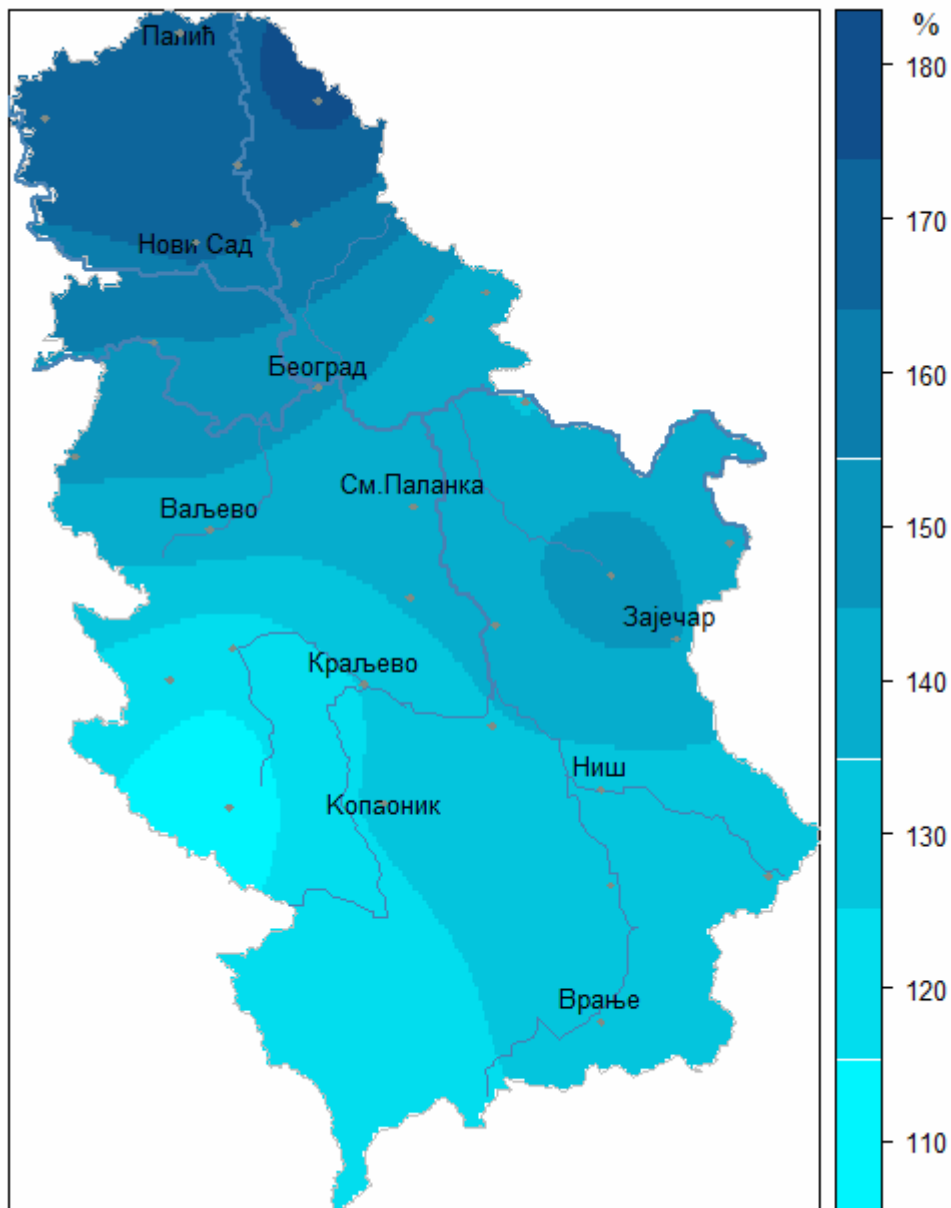 %
Палић
180
170
Нови Сад
160
Београд
150
См.Паланка
Ваљево
Зајечар
140
Краљево
Ниш
Копаоник
130
120
Врање
110